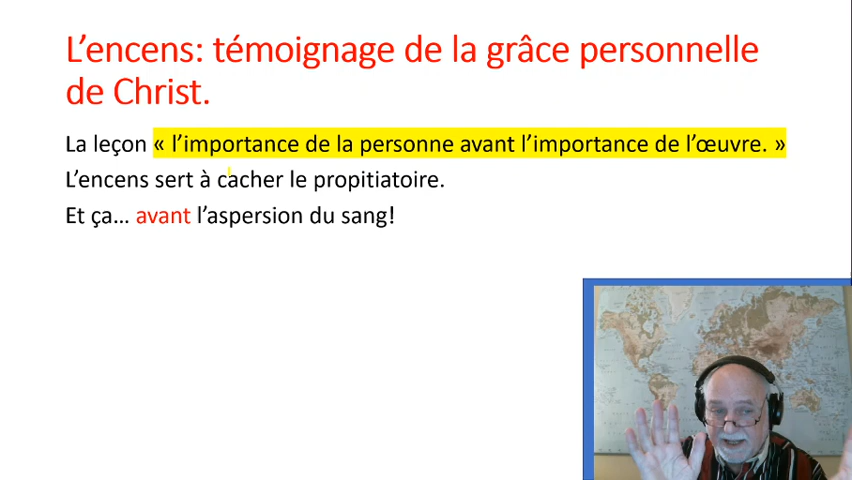 L’encens: témoignage de la grâce personnelle
de Christ.
La leçon « l’importance de la personne avant l’importance de l’œuvre. »
L’encens sert à cacher le propitiatoire.
Et ça… avant l’aspersion du sang!